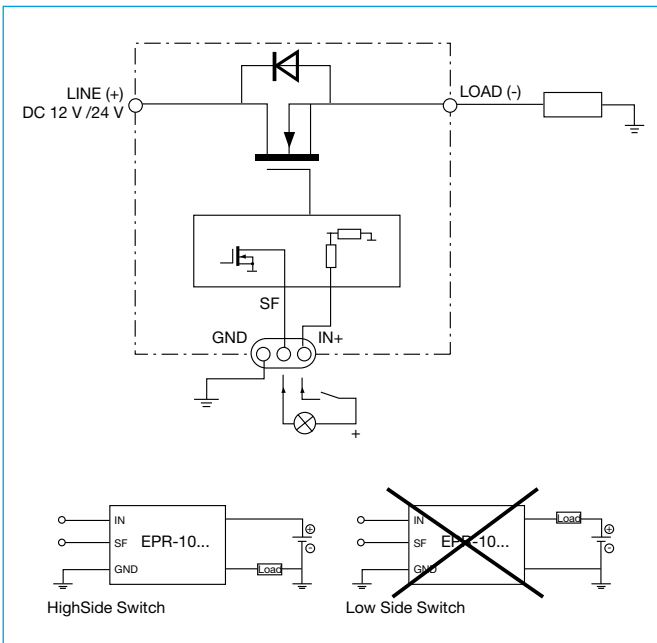 LINE (+)
DC 12 V /24 V
LOAD (-)
SF
GND
IN+
+
IN
SF
GND
EPR-10...
Load
+
-
HighSide Switch
IN
SF
GND
EPR-10...
Load
+
-
Low Side Switch